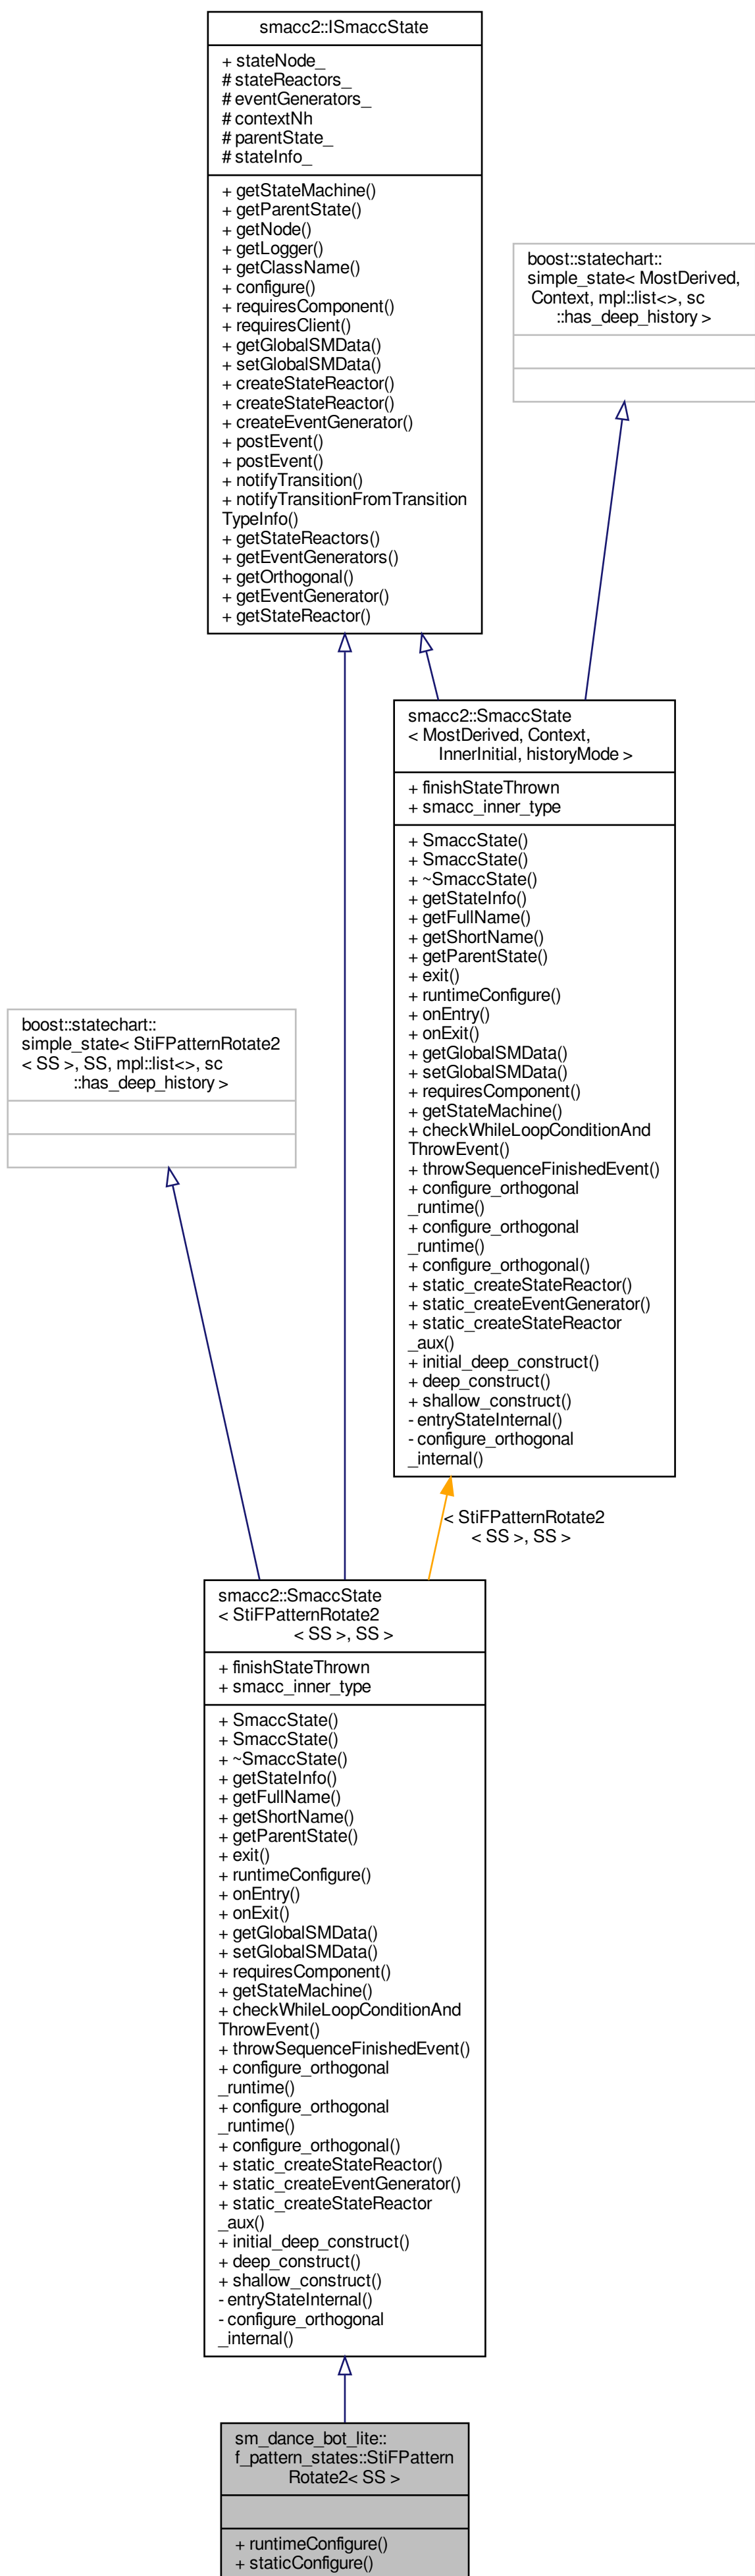 smacc2::ISmaccState
+ stateNode_
# stateReactors_
# eventGenerators_
# contextNh
# parentState_
# stateInfo_
+ getStateMachine()
+ getParentState()
+ getNode()
+ getLogger()
+ getClassName()
+ configure()
+ requiresComponent()
+ requiresClient()
+ getGlobalSMData()
+ setGlobalSMData()
+ createStateReactor()
+ createStateReactor()
+ createEventGenerator()
+ postEvent()
+ postEvent()
+ notifyTransition()
+ notifyTransitionFromTransition
TypeInfo()
+ getStateReactors()
+ getEventGenerators()
+ getOrthogonal()
+ getEventGenerator()
+ getStateReactor()
boost::statechart::
simple_state< MostDerived,
Context, mpl::list<>, sc
::has_deep_history >
smacc2::SmaccState
< MostDerived, Context,
InnerInitial, historyMode >
+ finishStateThrown
+ smacc_inner_type
+ SmaccState()
+ SmaccState()
+ ~SmaccState()
+ getStateInfo()
+ getFullName()
+ getShortName()
+ getParentState()
+ exit()
+ runtimeConfigure()
+ onEntry()
+ onExit()
+ getGlobalSMData()
+ setGlobalSMData()
+ requiresComponent()
+ getStateMachine()
+ checkWhileLoopConditionAnd
ThrowEvent()
+ throwSequenceFinishedEvent()
+ configure_orthogonal
_runtime()
+ configure_orthogonal
_runtime()
+ configure_orthogonal()
+ static_createStateReactor()
+ static_createEventGenerator()
+ static_createStateReactor
_aux()
+ initial_deep_construct()
+ deep_construct()
+ shallow_construct()
- entryStateInternal()
- configure_orthogonal
_internal()
boost::statechart::
simple_state< StiFPatternRotate2
< SS >, SS, mpl::list<>, sc
::has_deep_history >
< StiFPatternRotate2
< SS >, SS >
smacc2::SmaccState
< StiFPatternRotate2
< SS >, SS >
+ finishStateThrown
+ smacc_inner_type
+ SmaccState()
+ SmaccState()
+ ~SmaccState()
+ getStateInfo()
+ getFullName()
+ getShortName()
+ getParentState()
+ exit()
+ runtimeConfigure()
+ onEntry()
+ onExit()
+ getGlobalSMData()
+ setGlobalSMData()
+ requiresComponent()
+ getStateMachine()
+ checkWhileLoopConditionAnd
ThrowEvent()
+ throwSequenceFinishedEvent()
+ configure_orthogonal
_runtime()
+ configure_orthogonal
_runtime()
+ configure_orthogonal()
+ static_createStateReactor()
+ static_createEventGenerator()
+ static_createStateReactor
_aux()
+ initial_deep_construct()
+ deep_construct()
+ shallow_construct()
- entryStateInternal()
- configure_orthogonal
_internal()
sm_dance_bot_lite::
f_pattern_states::StiFPattern
Rotate2< SS >
+ runtimeConfigure()
+ staticConfigure()